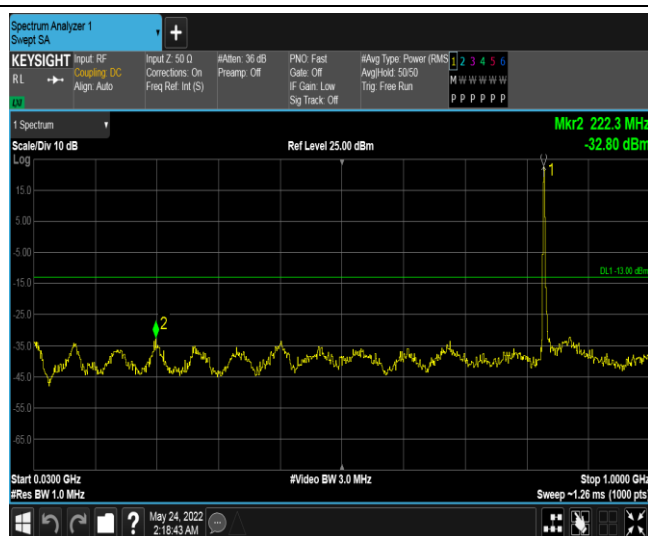 Spectrum Analyzer 1
Swept SA
+
KEYSIGHT
RL
LXI
Input: RF
Coupling: DC
Align: Auto
Input Z: 50 Ω
Corrections: On
Freq Ref: Int (S)
#Atten: 36 dB
Preamp: Off
PNO: Fast
Gate: Off
IF Gain: Low
Sig Track: Off
#Avg Type: Power (RMS
Avg|Hold: 50/50
Trig: Free Run
1 2 3 4 5 6
M W W W W W
P P P P P P
1 Spectrum
Mkr2 222.3 MHz
Scale/Div 10 dB
Ref Level 25.00 dBm
-32.80 dBm
Log
1
15.0
5.00
-5.00
DL1 -13.00 dBm
-15.0
-25.0
2
-35.0
-45.0
-55.0
-65.0
Start 0.0300 GHz
#Video BW 3.0 MHz
Stop 1.0000 GHz
#Res BW 1.0 MHz
Sweep ~1.26 ms (1000 pts)
?
May 24, 2022
2:18:43 AM